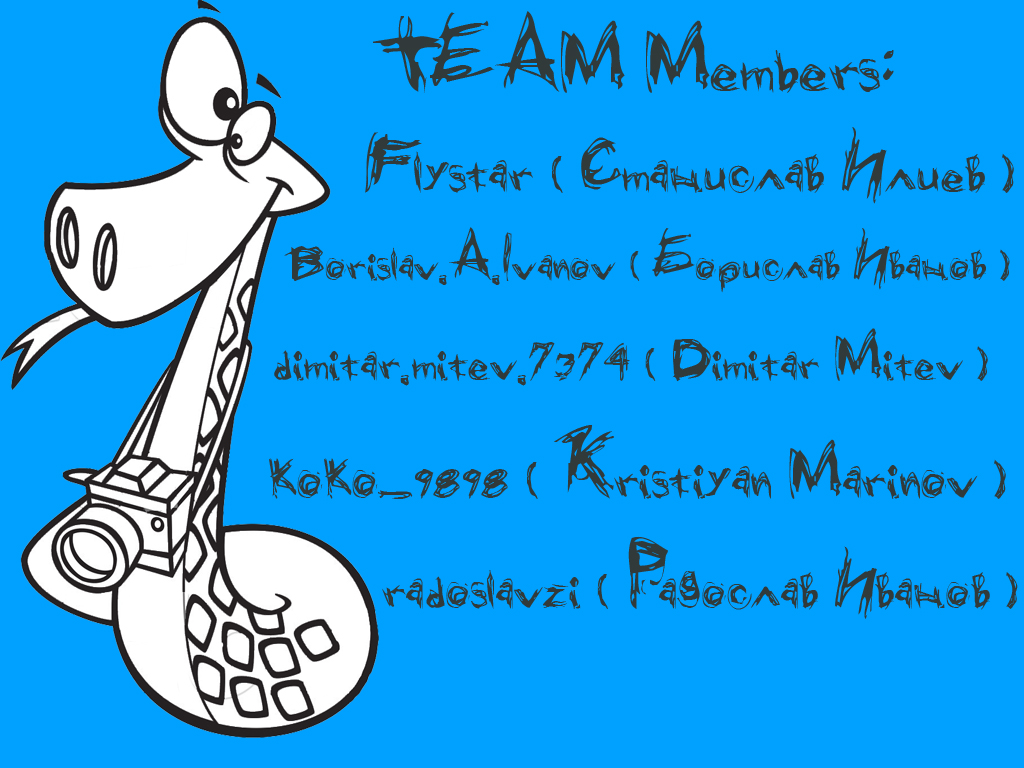 TEAM Members:
Flystar ( Станислав Илиев )
Borislav.A.Ivanov ( Борислав Иванов )
dimitar.mitev.7374 ( Dimitar Mitev )
KoKo_9898 ( Kristiyan Marinov )
radoslavzi ( Радослав Иванов )